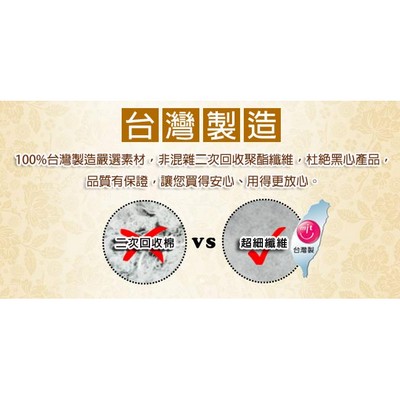 台灣製造
100%台灣製造嚴選素材，非混雜二次回收聚酯纖維，杜絕黑心產品，
品質有保證，讓您買得安心、用得更放心。
二次回收棉 VS 超細纖維
台灣製